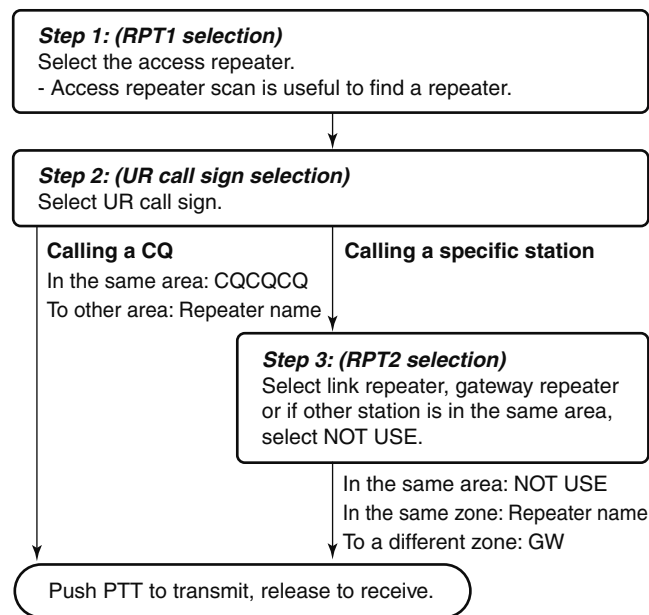 Step 1: (RPT1 selection)
Select the access repeater.
- Access repeater scan is useful to find a repeater.
Step 2: (UR call sign selection)
Select UR call sign.
Calling a CQ
In the same area: CQCQCQ
To other area: Repeater name
Calling a specific station
Step 3: (RPT2 selection)
Select link repeater, gateway repeater
or if other station is in the same area,
select NOT USE.
In the same area: NOT USE
In the same zone: Repeater name
To a different zone: GW
Push PTT to transmit, release to receive.